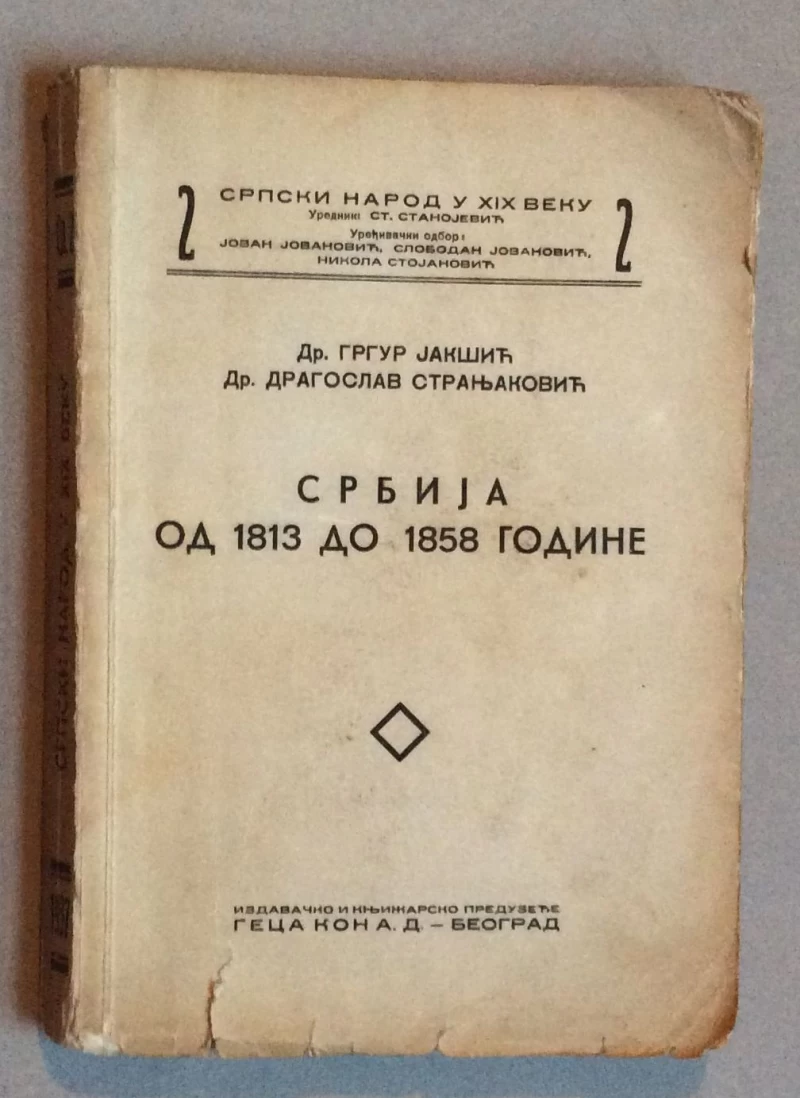 2 СРПСКИ НАРОД У XIX ВЕКУ 2
Уредник: СТ. СТАНОЈЕВИЋ
Уређивачки одбор:
ЈОВАН ЈОВАНОВИЋ, СЛОБОДАН ЈОВАНОВИЋ,
НИКОЛА СТОЈАНОВИЋ
Др. ГРГУР ЈАКШИЋ
Др. ДРАГОСЛАВ СТРАЊАКОВИЋ
СРБИЈА
ОД 1813 ДО 1858 ГОДИНЕ
ИЗДАВАЧНО И КЊИЖАРСКО ПРЕДУЗЕЋЕ
ГЕЦА КОН А. Д. – БЕОГРАД
СРПСКИ НАРОД У XIX ВЕКУ